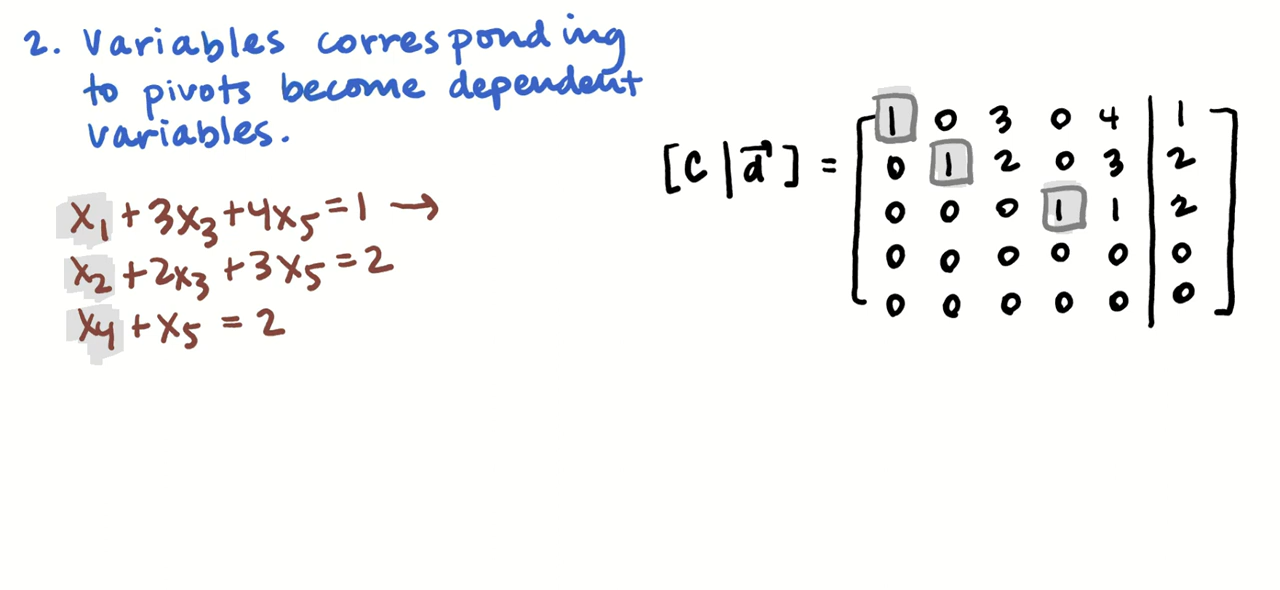 2. Variables corresponding
to pivots become dependent
variables.
x₁ + 3x₃ + 4x₅ = 1 →
x₂ + 2x₃ + 3x₅ = 2
x₄ + x₅ = 2
[C | d⃗ ] =
1 0 3 0 4 | 1
0 1 2 0 3 | 2
0 0 0 1 1 | 2
0 0 0 0 0 | 0
0 0 0 0 0 | 0